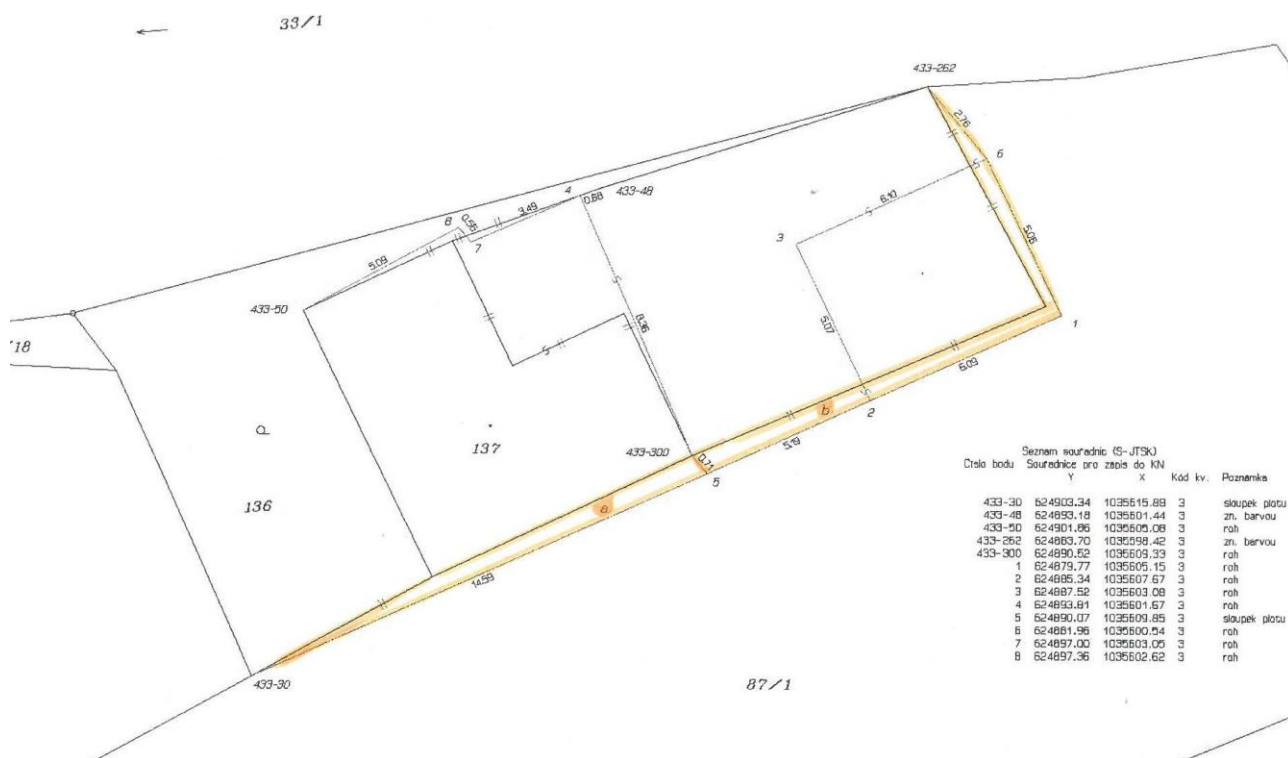 33/1
433-262
2.76
6
4
433-48
0.68
3.49
8
0.56
7
6.10
3
5.09
5.06
433-50
8.36
5.07
1
/18
6.09
b
2
137
433-300
0.71
5.19
5
136
a
14.59
433-30
87/1
Seznam souřadnic (S-JTSK)
Číslo bodu Souřadnice pro zápis do KN
Y X Kód kv. Poznámka
433-30 624903.34 1035615.88 3 sloupek plotu
433-48 624893.18 1035601.44 3 zn. barvou
433-50 624901.86 1035605.08 3 roh
433-262 624883.70 1035598.42 3 zn. barvou
433-300 624890.52 1035609.33 3 roh
1 624879.77 1035605.15 3 roh
2 624885.34 1035607.67 3 roh
3 624887.52 1035603.08 3 roh
4 624893.81 1035601.67 3 roh
5 624890.07 1035609.85 3 sloupek plotu
6 624881.96 1035600.54 3 roh
7 624897.00 1035603.05 3 roh
8 624897.36 1035602.62 3 roh